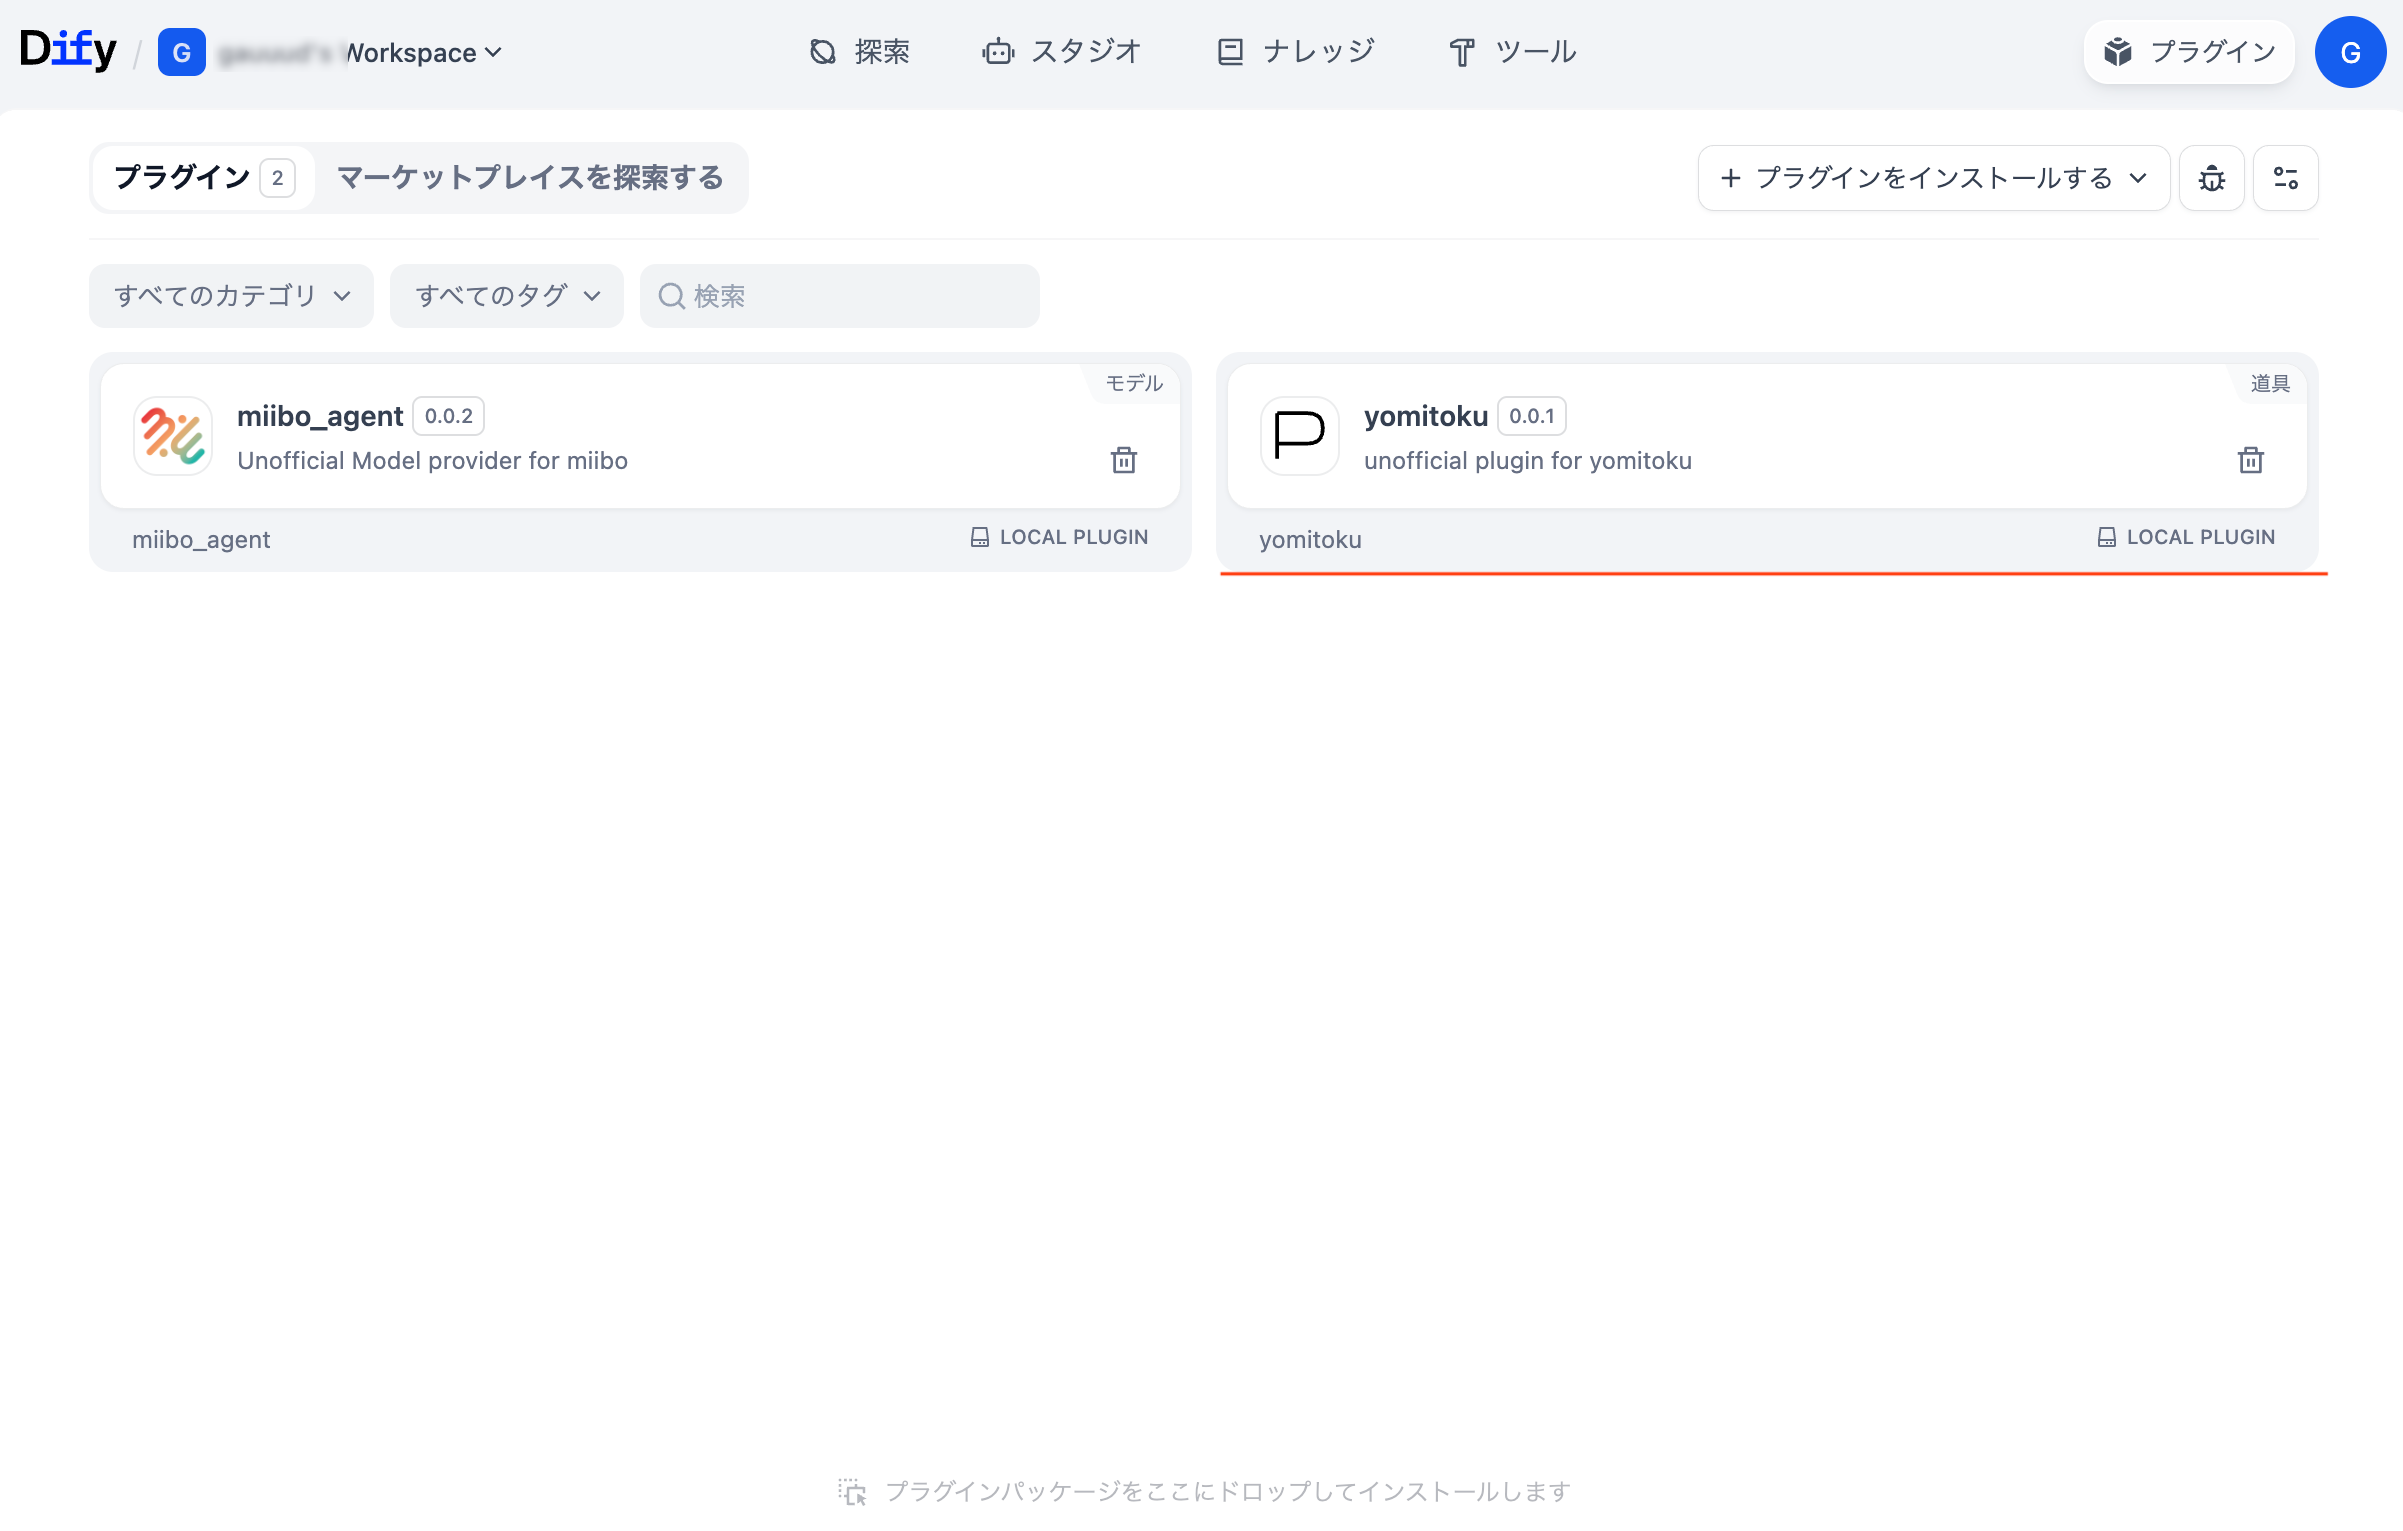 Dify / G Workspace
探索
スタジオ
ナレッジ
ツール
プラグイン
G
プラグイン 2
マーケットプレイスを探索する
+ プラグインをインストールする
すべてのカテゴリ
すべてのタグ
検索
モデル
miibo_agent 0.0.2
Unofficial Model provider for miibo
miibo_agent
LOCAL PLUGIN
道具
yomitoku 0.0.1
unofficial plugin for yomitoku
yomitoku
LOCAL PLUGIN
プラグインパッケージをここにドロップしてインストールします